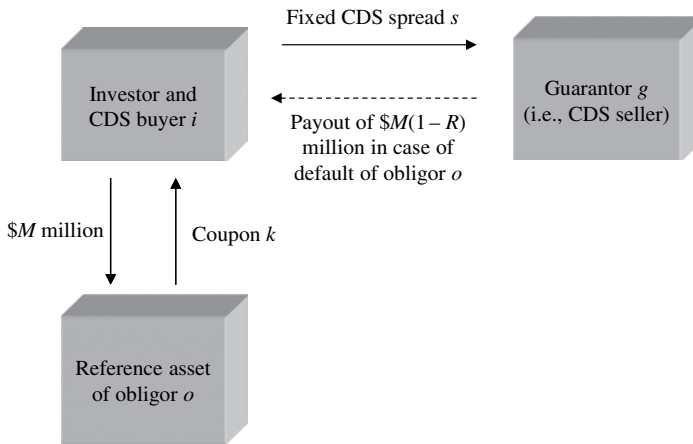 Fixed CDS spread s
Investor and
CDS buyer i
Guarantor g
(i.e., CDS seller)
Payout of $M(1 – R)
million in case of
default of obligor o
$M million
Coupon k
Reference asset
of obligor o